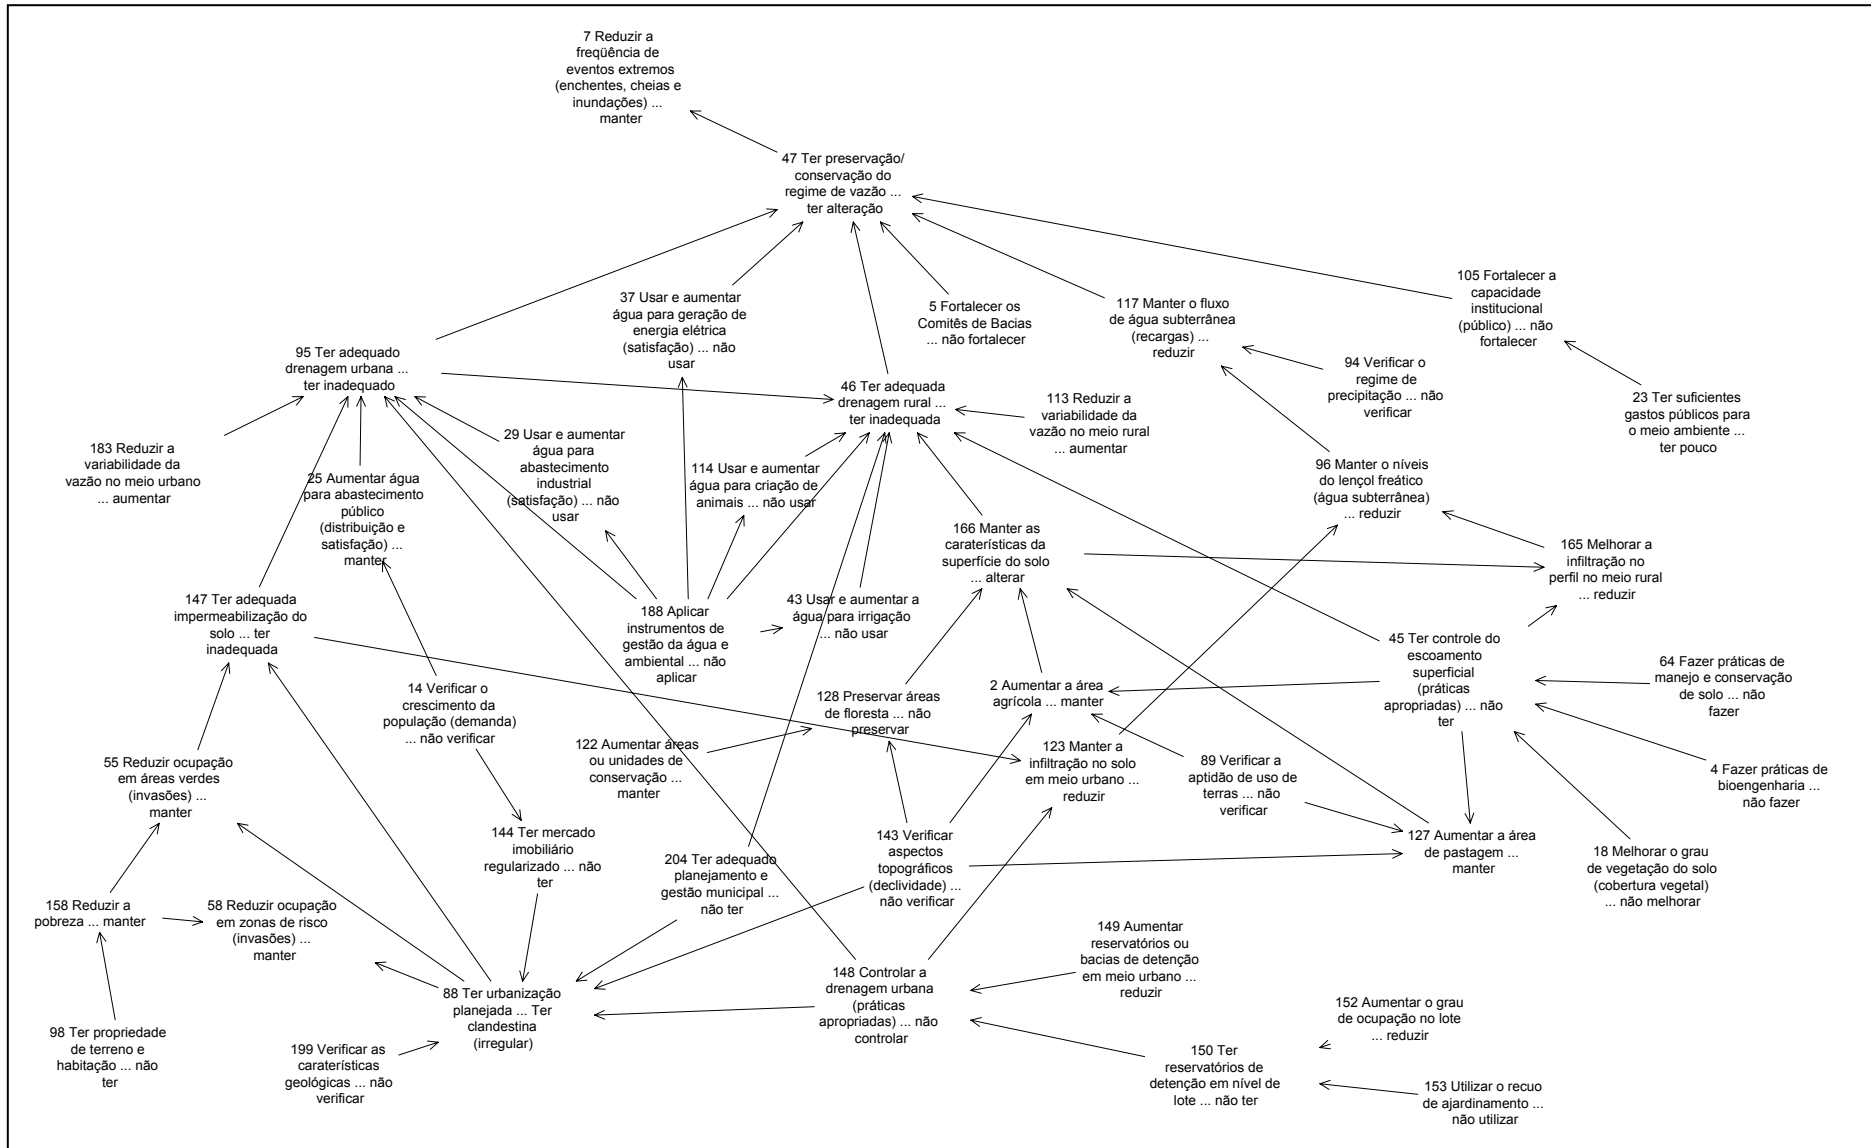 7 Reduzir a
freqüência de
eventos extremos
(enchentes, cheias e
inundações) ...
manter
47 Ter preservação/
conservação do
regime de vazão ...
ter alteração
105 Fortalecer a
capacidade
institucional
(público) ... não
fortalecer
37 Usar e aumentar
água para geração de
energia elétrica
(satisfação) ... não
usar
5 Fortalecer os
Comitês de Bacias
... não fortalecer
117 Manter o fluxo
de água subterrânea
(recargas) ...
reduzir
95 Ter adequado
drenagem urbana ...
ter inadequado
94 Verificar o
regime de
precipitação ... não
verificar
46 Ter adequada
drenagem rural ...
ter inadequada
113 Reduzir a
variabilidade da
vazão no meio rural
... aumentar
23 Ter suficientes
gastos públicos para
o meio ambiente ...
ter pouco
183 Reduzir a
variabilidade da
vazão no meio urbano
... aumentar
25 Aumentar água
para abastecimento
público
(distribuição e
satisfação) ...
manter
29 Usar e aumentar
água para
abastecimento
industrial
(satisfação) ... não
usar
114 Usar e aumentar
água para criação de
animais ... não usar
96 Manter o níveis
do lençol freático
(água subterrânea)
... reduzir
166 Manter as
caraterísticas da
superfície do solo
... alterar
165 Melhorar a
infiltração no
perfil no meio rural
... reduzir
147 Ter adequada
impermeabilização do
solo ... ter
inadequada
188 Aplicar
instrumentos de
gestão da água e
ambiental ... não
aplicar
43 Usar e aumentar a
água para irrigação
... não usar
45 Ter controle do
escoamento
superficial
(práticas
apropriadas) ... não
ter
64 Fazer práticas de
manejo e conservação
de solo ... não
fazer
14 Verificar o
crescimento da
população (demanda)
... não verificar
128 Preservar áreas
de floresta ... não
preservar
2 Aumentar a área
agrícola ... manter
122 Aumentar áreas
ou unidades de
conservação ...
manter
123 Manter a
infiltração no solo
em meio urbano ...
reduzir
89 Verificar a
aptidão de uso de
terras ... não
verificar
4 Fazer práticas de
bioengenharia ...
não fazer
55 Reduzir ocupação
em áreas verdes
(invasões) ...
manter
144 Ter mercado
imobiliário
regularizado ... não
ter
204 Ter adequado
planejamento e
gestão municipal ...
não ter
143 Verificar
aspectos
topográficos
(declividade) ...
não verificar
127 Aumentar a área
de pastagem ...
manter
18 Melhorar o grau
de vegetação do solo
(cobertura vegetal)
... não melhorar
158 Reduzir a
pobreza ... manter
58 Reduzir ocupação
em zonas de risco
(invasões) ...
manter
149 Aumentar
reservatórios ou
bacias de detenção
em meio urbano ...
reduzir
88 Ter urbanização
planejada ... Ter
clandestina
(irregular)
148 Controlar a
drenagem urbana
(práticas
apropriadas) ... não
controlar
152 Aumentar o grau
de ocupação no lote
... reduzir
98 Ter propriedade
de terreno e
habitação ... não
ter
199 Verificar as
caraterísticas
geológicas ... não
verificar
150 Ter
reservatórios de
detenção em nível de
lote ... não ter
153 Utilizar o recuo
de ajardinamento ...
não utilizar